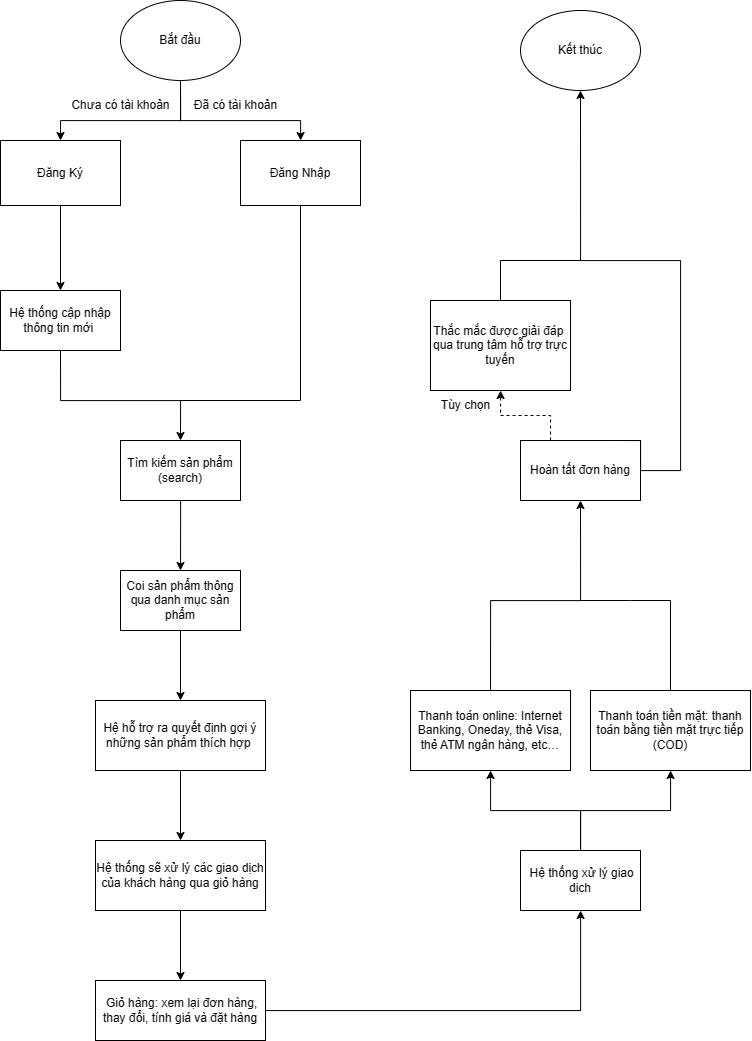 Bắt đầu
Chưa có tài khoản
Đã có tài khoản
Đăng Ký
Đăng Nhập
Hệ thống cập nhập
thông tin mới
Tìm kiếm sản phẩm
(search)
Coi sản phẩm thông
qua danh mục sản
phẩm
Hệ hỗ trợ ra quyết định gợi ý
những sản phẩm thích hợp
Hệ thống sẽ xử lý các giao dịch
của khách hàng qua giỏ hàng
Giỏ hàng: xem lại đơn hàng,
thay đổi, tính giá và đặt hàng
Hệ thống xử lý giao
dịch
Thanh toán online: Internet
Banking, Oneday, thẻ Visa,
thẻ ATM ngân hàng, etc…
Thanh toán tiền mặt: thanh
toán bằng tiền mặt trực tiếp
(COD)
Hoàn tất đơn hàng
Tùy chọn
Thắc mắc được giải đáp
qua trung tâm hỗ trợ trực
tuyến
Kết thúc